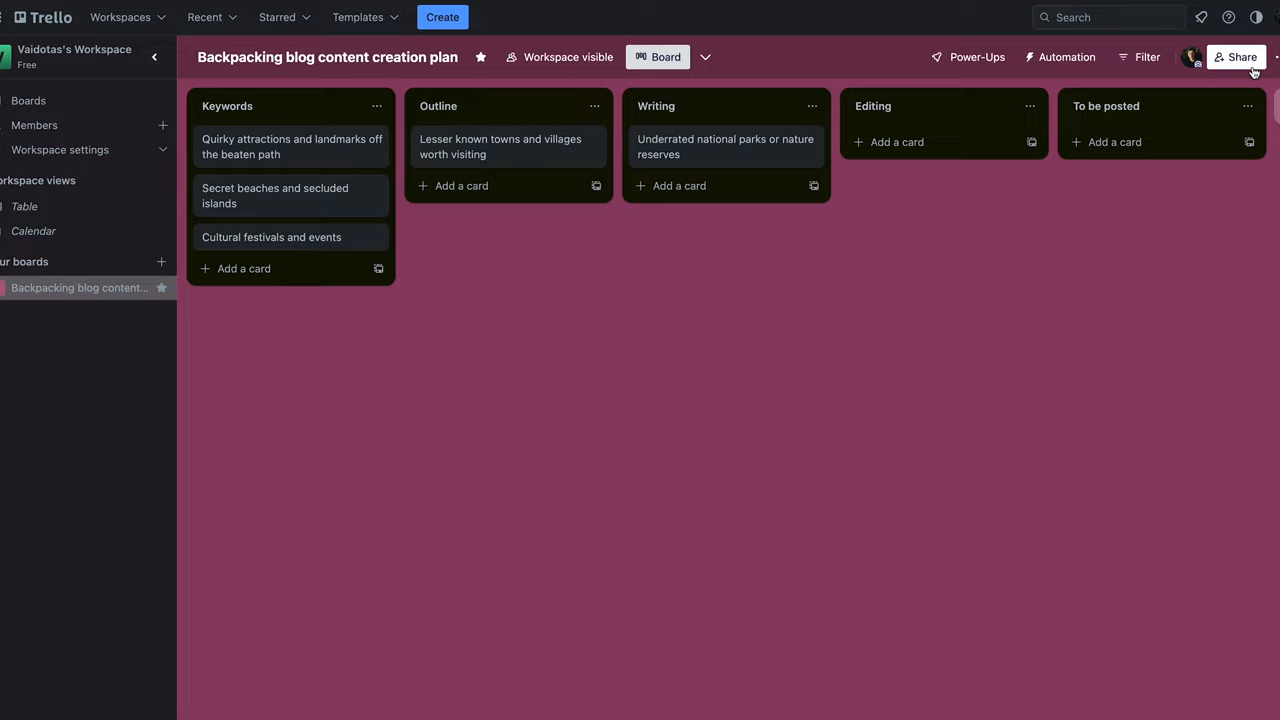 Trello
Workspaces
Recent
Starred
Templates
Create
Search
Vaidotas's Workspace
Free
Backpacking blog content creation plan
Workspace visible
Board
Power-Ups
Automation
Filter
Share
Boards
Members
Workspace settings
orkspace views
Table
Calendar
ur boards
Backpacking blog content...
Keywords
Quirky attractions and landmarks off
the beaten path
Secret beaches and secluded
islands
Cultural festivals and events
Add a card
Outline
Lesser known towns and villages
worth visiting
Add a card
Writing
Underrated national parks or nature
reserves
Add a card
Editing
Add a card
To be posted
Add a card